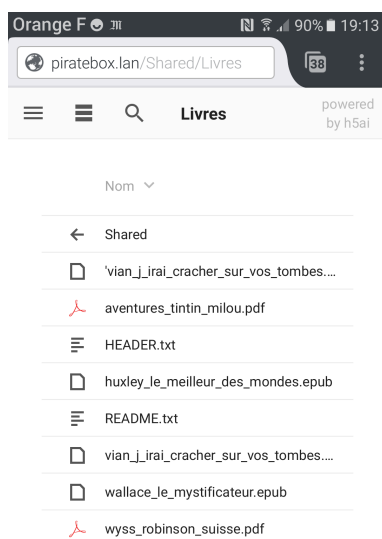 Orange F 90% 19:13
piratebox.lan/Shared/Livres 38
Livres powered
by h5ai
Nom
Shared
'vian_j_irai_cracher_sur_vos_tombes....
aventures_tintin_milou.pdf
HEADER.txt
huxley_le_meilleur_des_mondes.epub
README.txt
vian_j_irai_cracher_sur_vos_tombes....
wallace_le_mystificateur.epub
wyss_robinson_suisse.pdf